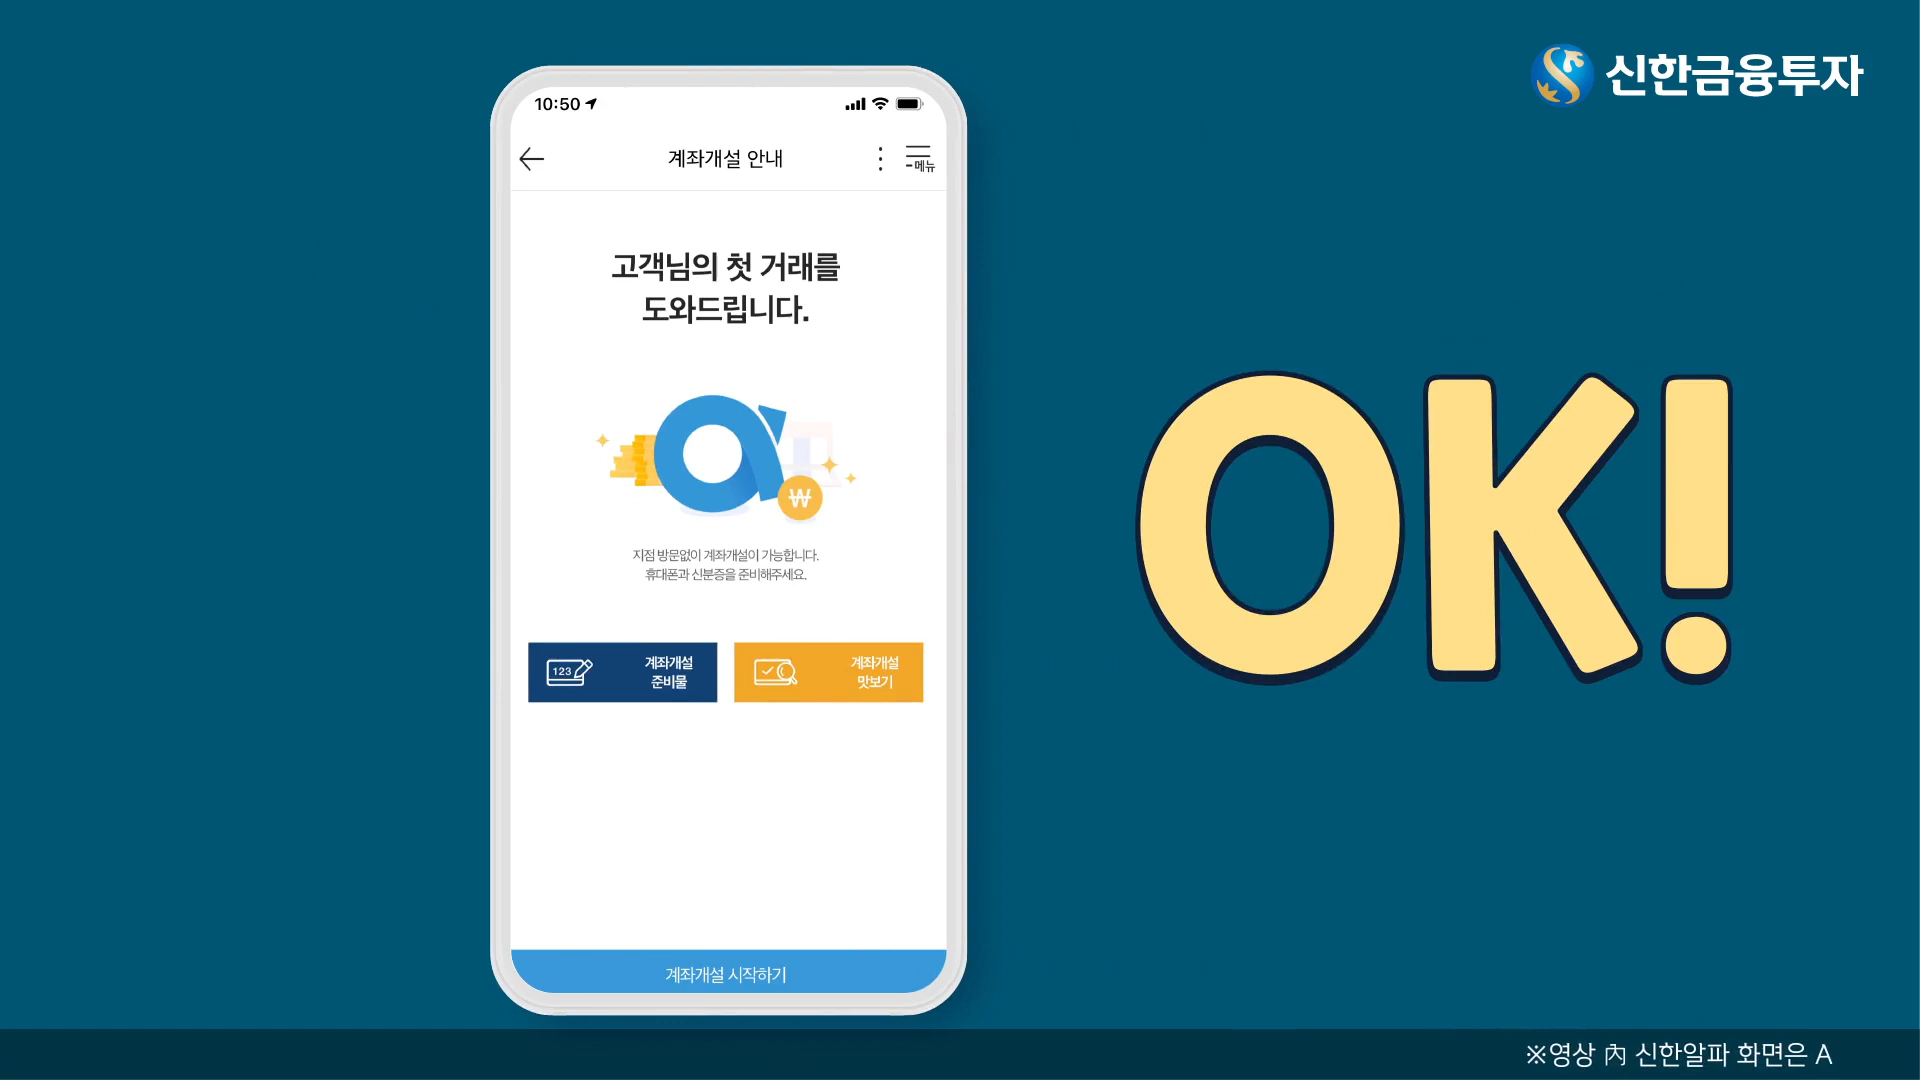 신한금융투자
10:50
계좌개설 안내
메뉴
고객님의 첫 거래를
도와드립니다.
₩
지점 방문없이 계좌개설이 가능합니다.
휴대폰과 신분증을 준비해주세요.
123
계좌개설
준비물
계좌개설
맛보기
계좌개설 시작하기
OK!
※영상 內 신한알파 화면은 A